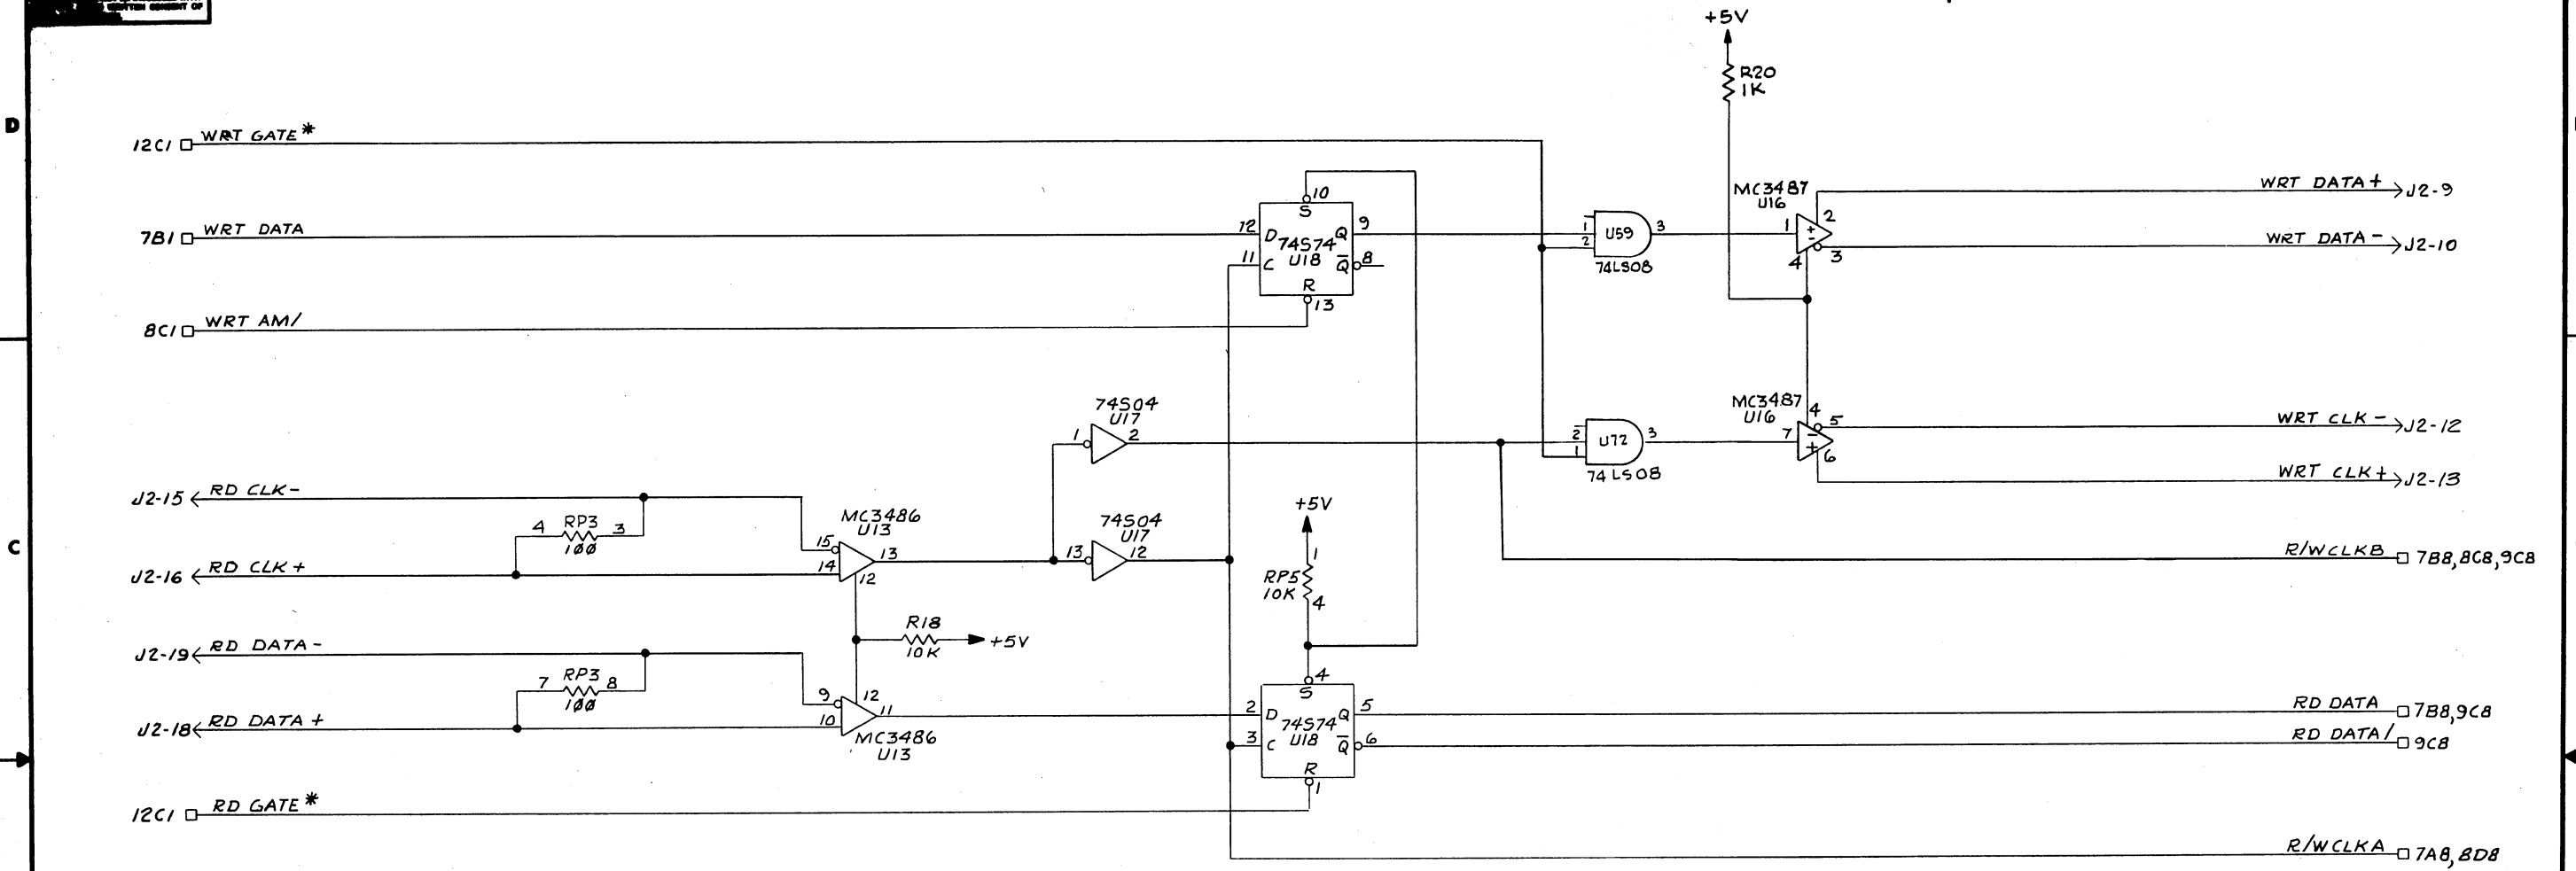 WRITTEN CONSENT OF
+5V
R20
1K
D
12C1 WRT GATE*
10
S
MC3487
U16
WRT DATA+ J2-9
2
7B1 WRT DATA
12 D 74S74 Q 9
U18
11 C Q 8
R
13
1
2
U59
3
74LS08
1
+
-
4
3
WRT DATA- J2-10
8C1 WRT AM/
74S04
U17
1
2
2
1
U72
3
74LS08
MC3487
U16
4
5
7
-
+
6
WRT CLK- J2-12
WRT CLK+ J2-13
J2-15 RD CLK-
4 RP3 3
100
MC3486
U13
15
14
13
12
74S04
U17
13
12
+5V
1
RP5
10K
4
R/WCLKB 7B8,8C8,9C8
C
J2-16 RD CLK+
R18
10K
+5V
J2-19 RD DATA-
7 RP3 8
100
9
10
12
11
MC3486
U13
J2-18 RD DATA+
4
S
2 D 74S74 Q 5
U18
3 C Q 6
R
1
RD DATA 7B8,9C8
RD DATA/ 9C8
12C1 RD GATE*
R/WCLKA 7A8,8D8